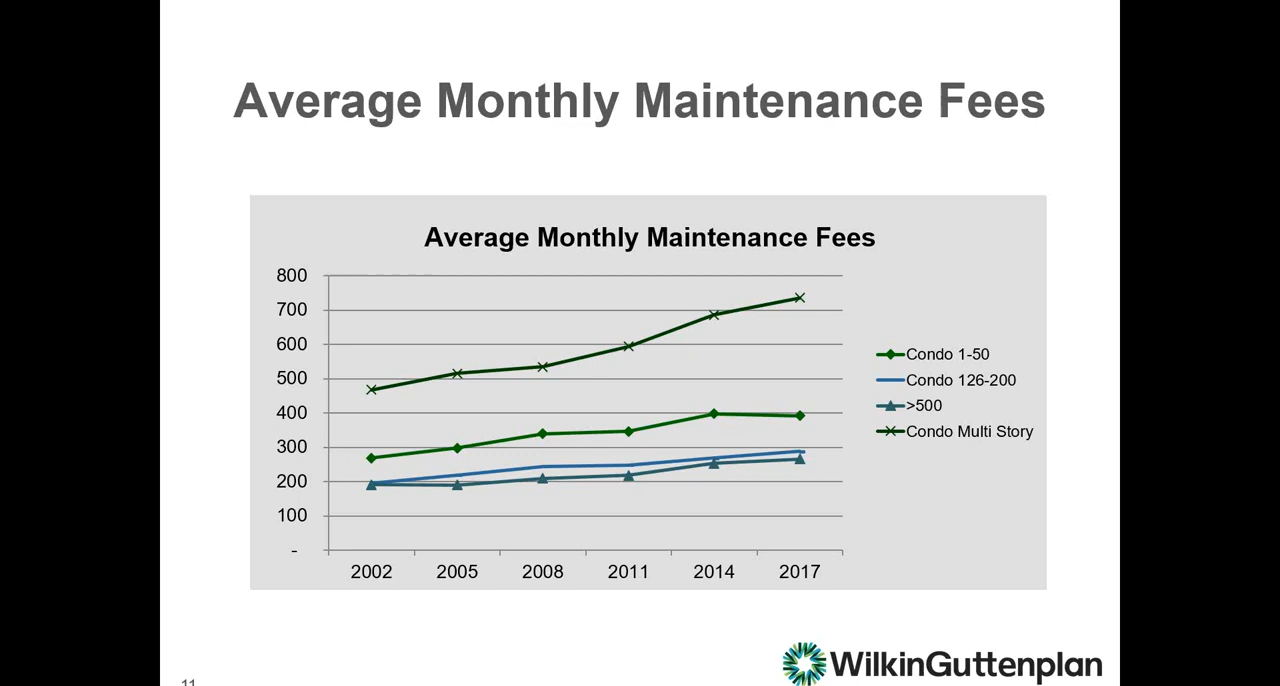 Average Monthly Maintenance Fees
Average Monthly Maintenance Fees
800
700
600
500
400
300
200
100
-
2002 2005 2008 2011 2014 2017
Condo 1-50
Condo 126-200
>500
Condo Multi Story
WilkinGuttenplan
11